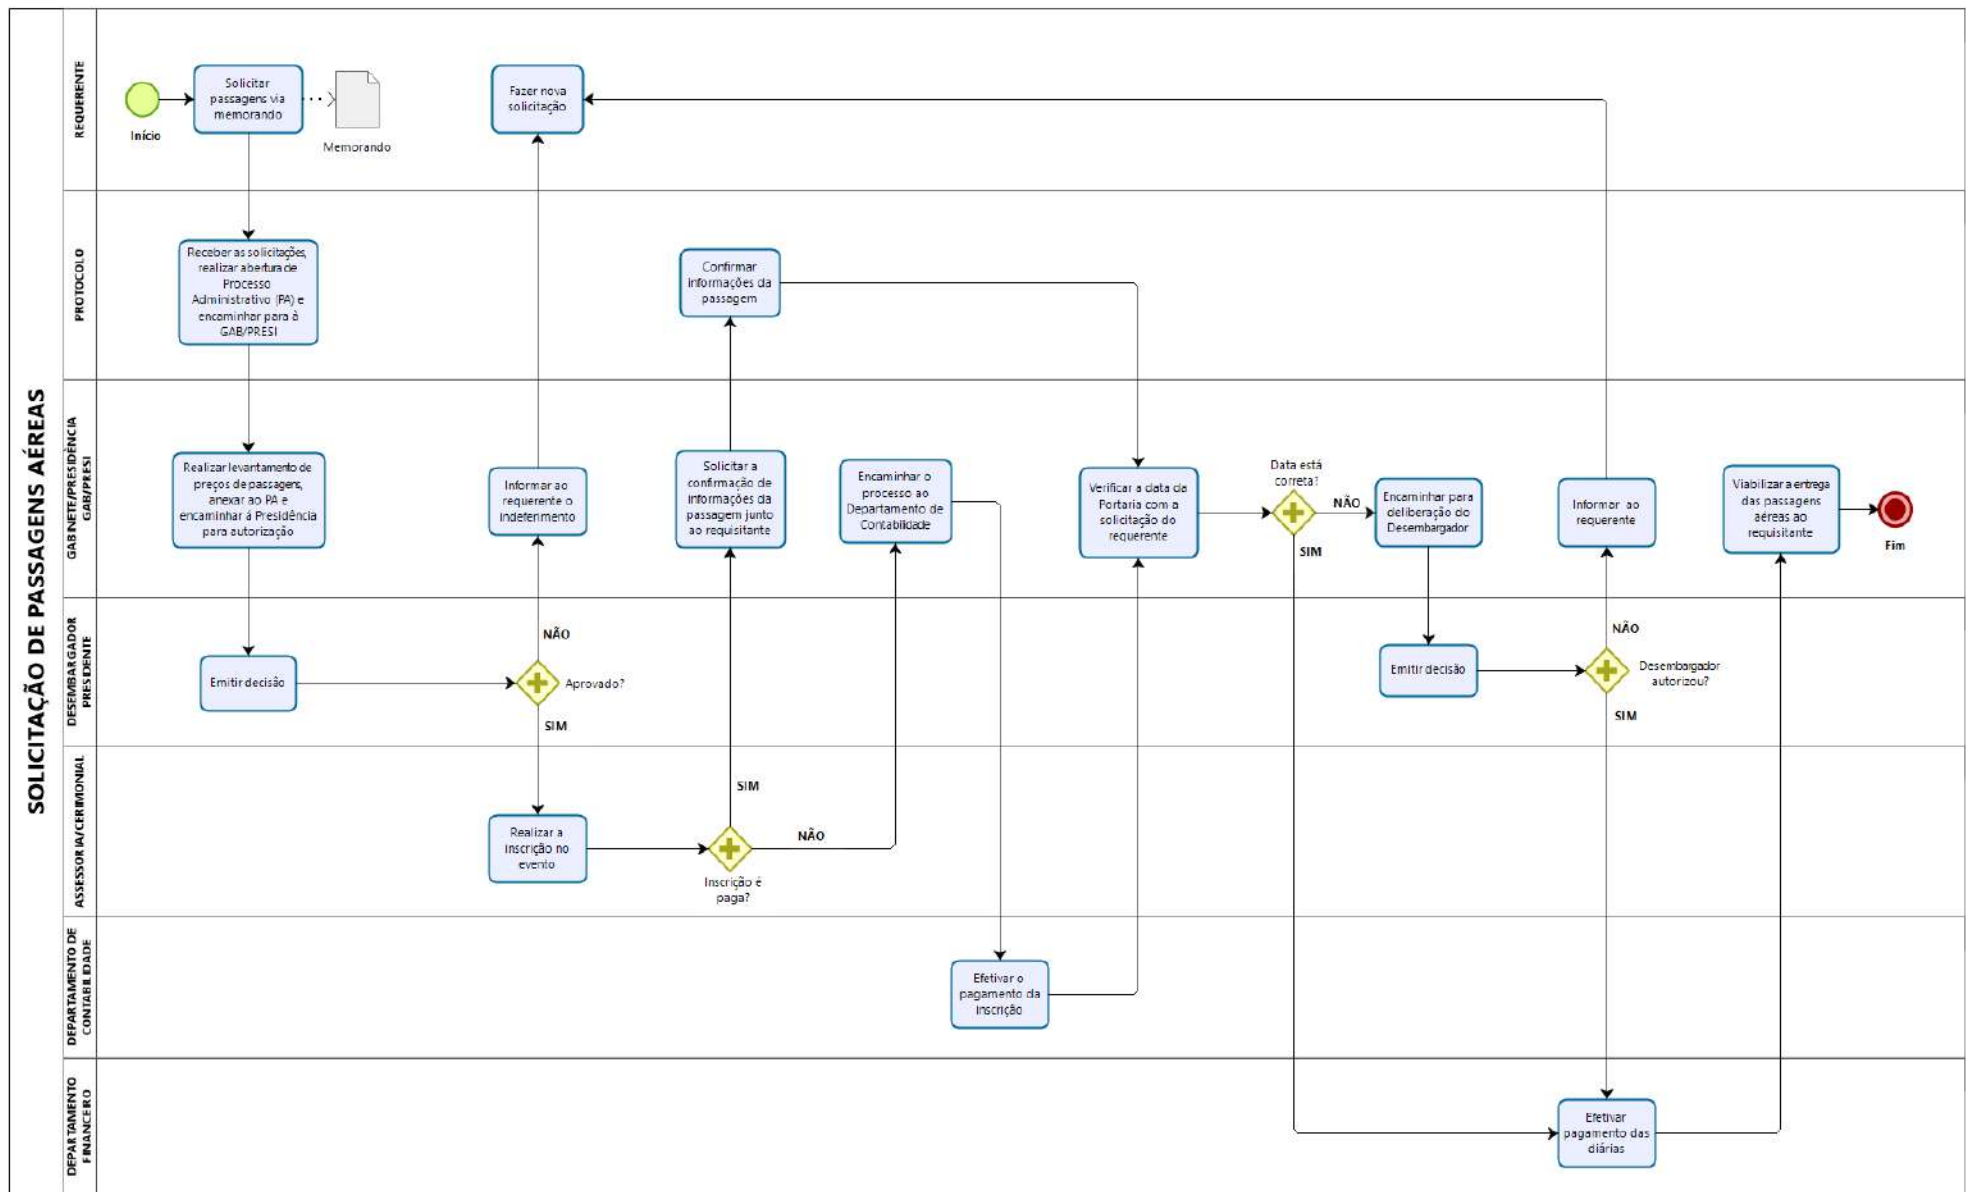 SOLICITAÇÃO DE PASSAGENS AÉREAS
REQUERENTE
Início
Solicitar
passagens via
memorando
Memorando
Fazer nova
solicitação
PROTOCOLO
Receber as solicitações,
realizar abertura de
Processo
Administrativo (PA) e
encaminhar para à
GAB/PRESI
Confirmar
informações da
passagem
GABINETE/PRESIDÊNCIA
GAB/PRESI
Realizar levantamento de
preços de passagens,
anexar ao PA e
encaminhar á Presidência
para autorização
Informar ao
requerente o
indeferimento
Solicitar a
confirmação de
informações da
passagem junto
ao requisitante
Encaminhar o
processo ao
Departamento de
Contabilidade
Verificar a data da
Portaria com a
solicitação do
requerente
Data está
correta?
NÃO
SIM
Encaminhar para
deliberação do
Desembargador
Informar ao
requerente
Viabilizar a entrega
das passagens
aéreas ao
requisitante
Fim
DESEMBARGADOR
PRESIDENTE
Emitir decisão
NÃO
Aprovado?
SIM
Emitir decisão
NÃO
Desembargador
autorizou?
SIM
ASSESSORIA/CERIMONIAL
Realizar a
inscrição no
evento
SIM
NÃO
Inscrição é
paga?
DEPARTAMENTO DE
CONTABILIDADE
Efetivar o
pagamento da
inscrição
DEPARTAMENTO
FINANCEIRO
Efetivar
pagamento das
diárias